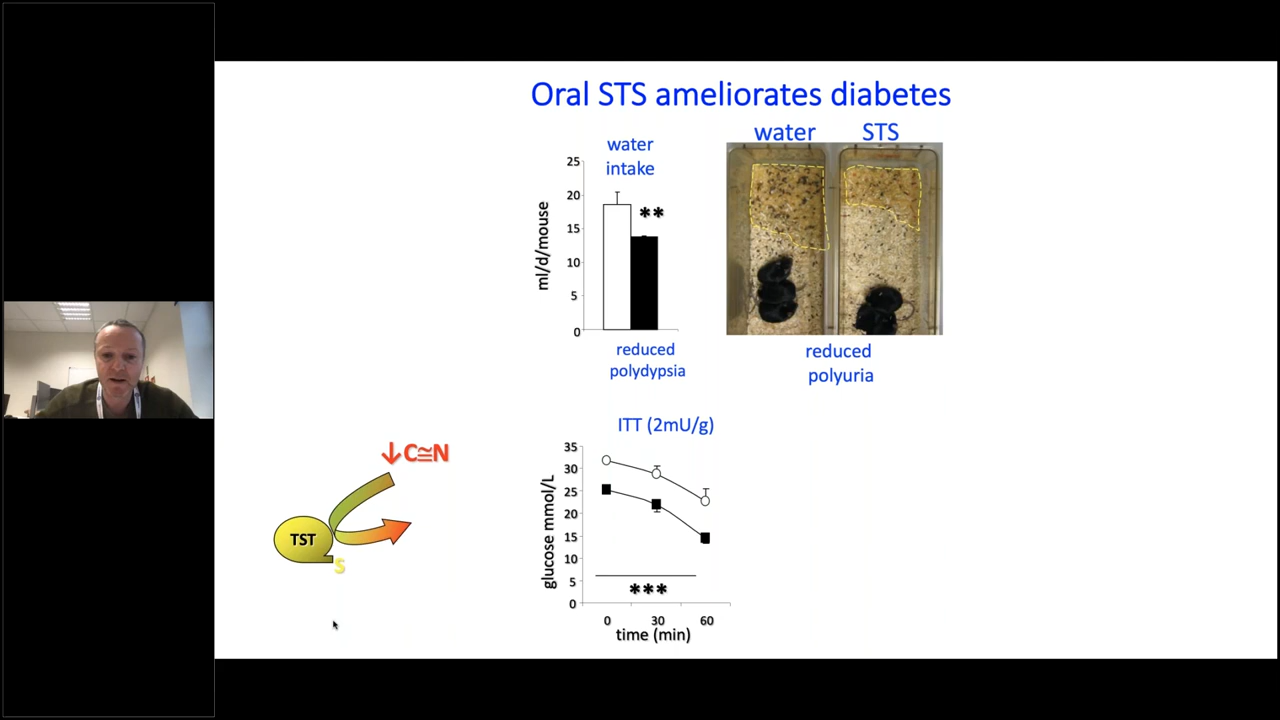 Oral STS ameliorates diabetes
water
intake
25
20
15
10
5
0
ml/d/mouse
**
reduced
polydypsia
water STS
reduced
polyuria
↓C≅N
TST
S
ITT (2mU/g)
35
30
25
20
15
10
5
0
glucose mmol/L
***
0 30 60
time (min)